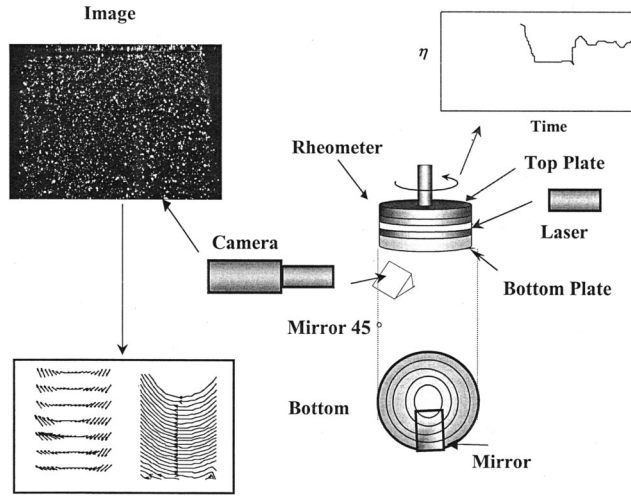 Image
η
Time
Rheometer
Top Plate
Laser
Camera
Bottom Plate
Mirror 45°
Bottom
Mirror